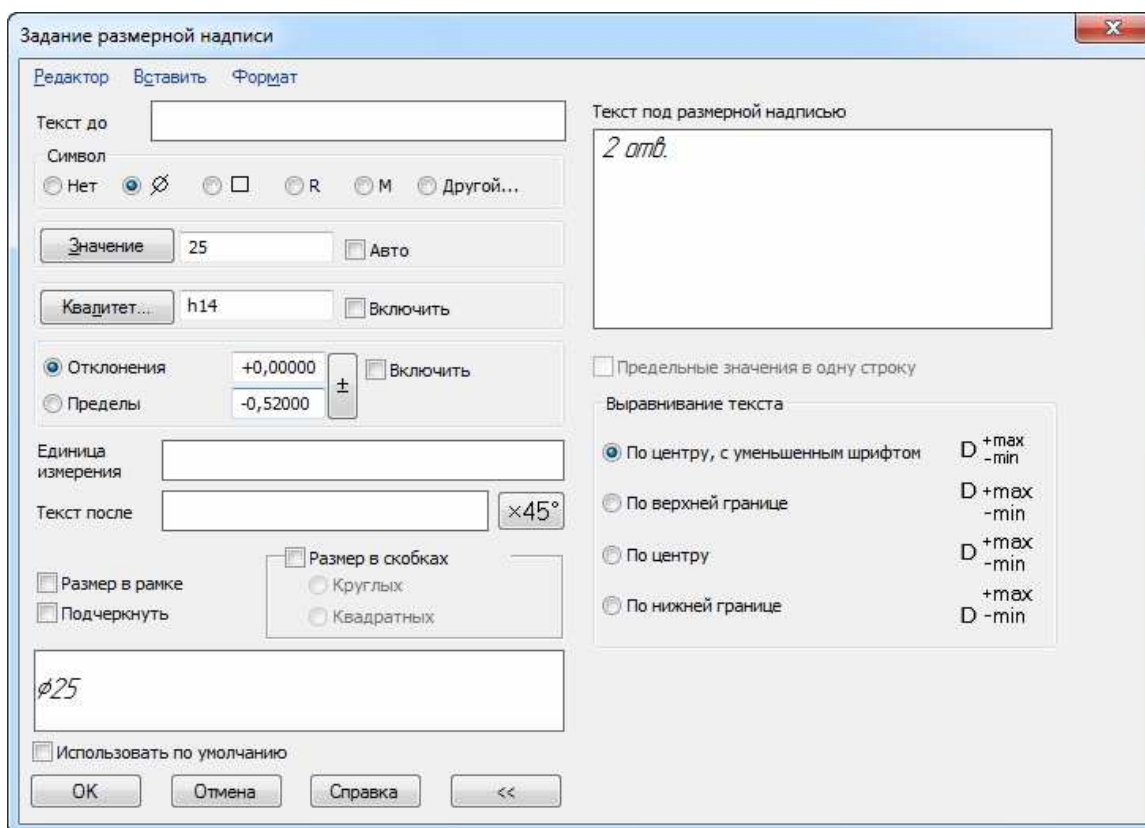 Задание размерной надписи
Редактор Вставить Формат
Текст до
Символ
Нет ∅ □ R M Другой...
Значение 25 Авто
Квалитет... h14 Включить
Отклонения +0,00000 ± Включить
Пределы -0,52000
Единица
измерения
Текст после ×45°
Размер в скобках
Размер в рамке Круглых
Подчеркнуть Квадратных
∅25
Использовать по умолчанию
OK Отмена Справка <<
Текст под размерной надписью
2 отв.
Предельные значения в одну строку
Выравнивание текста
По центру, с уменьшенным шрифтом D +max
-min
По верхней границе D +max
-min
По центру D +max
-min
По нижней границе +max
D -min